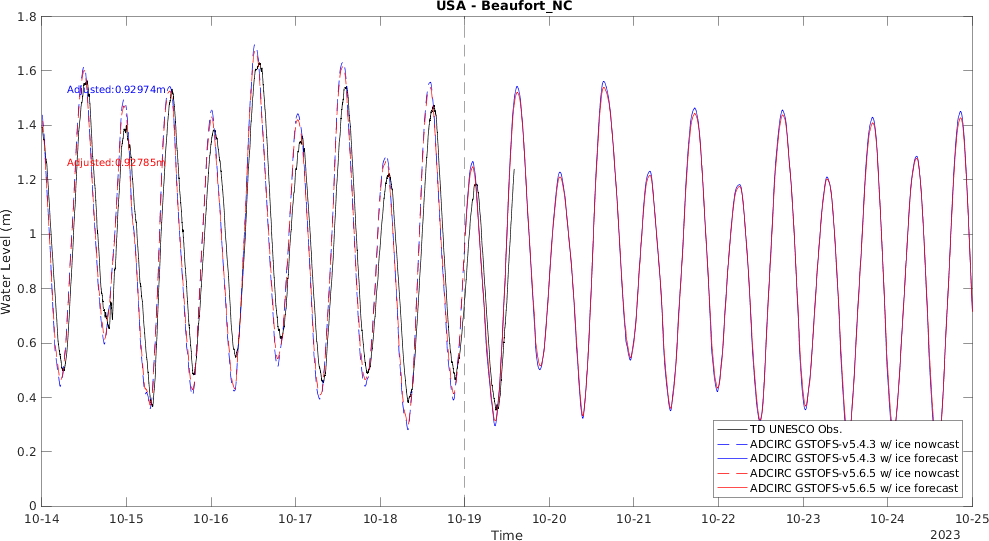 USA - Beaufort_NC
1.8
1.6
1.4
1.2
1
0.8
0.6
0.4
0.2
0
Water Level (m)
Adjusted:0.92974m
Adjusted:0.92785m
TD UNESCO Obs.
ADCIRC GSTOFS-v5.4.3 w/ ice nowcast
ADCIRC GSTOFS-v5.4.3 w/ ice forecast
ADCIRC GSTOFS-v5.6.5 w/ ice nowcast
ADCIRC GSTOFS-v5.6.5 w/ ice forecast
10-14 10-15 10-16 10-17 10-18 10-19 10-20 10-21 10-22 10-23 10-24 10-25
Time
2023